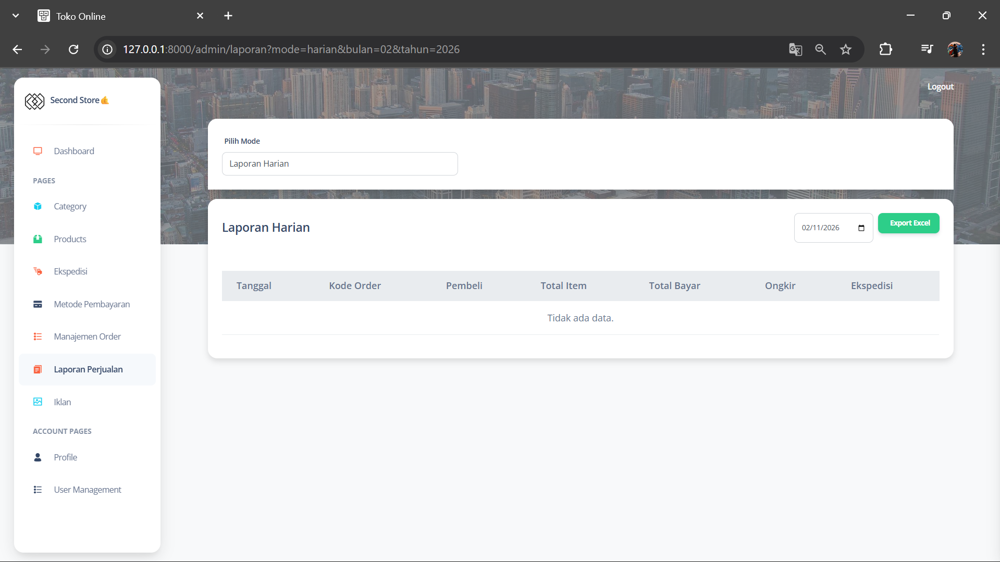 Toko Online
127.0.0.1:8000/admin/laporan?mode=harian&bulan=02&tahun=2026
Logout
Second Store👍
Dashboard
PAGES
Category
Products
Ekspedisi
Metode Pembayaran
Manajemen Order
Laporan Perjualan
Iklan
ACCOUNT PAGES
Profile
User Management
Pilih Mode
Laporan Harian
Laporan Harian
02/11/2026
Export Excel
Tanggal Kode Order Pembeli Total Item Total Bayar Ongkir Ekspedisi
Tidak ada data.